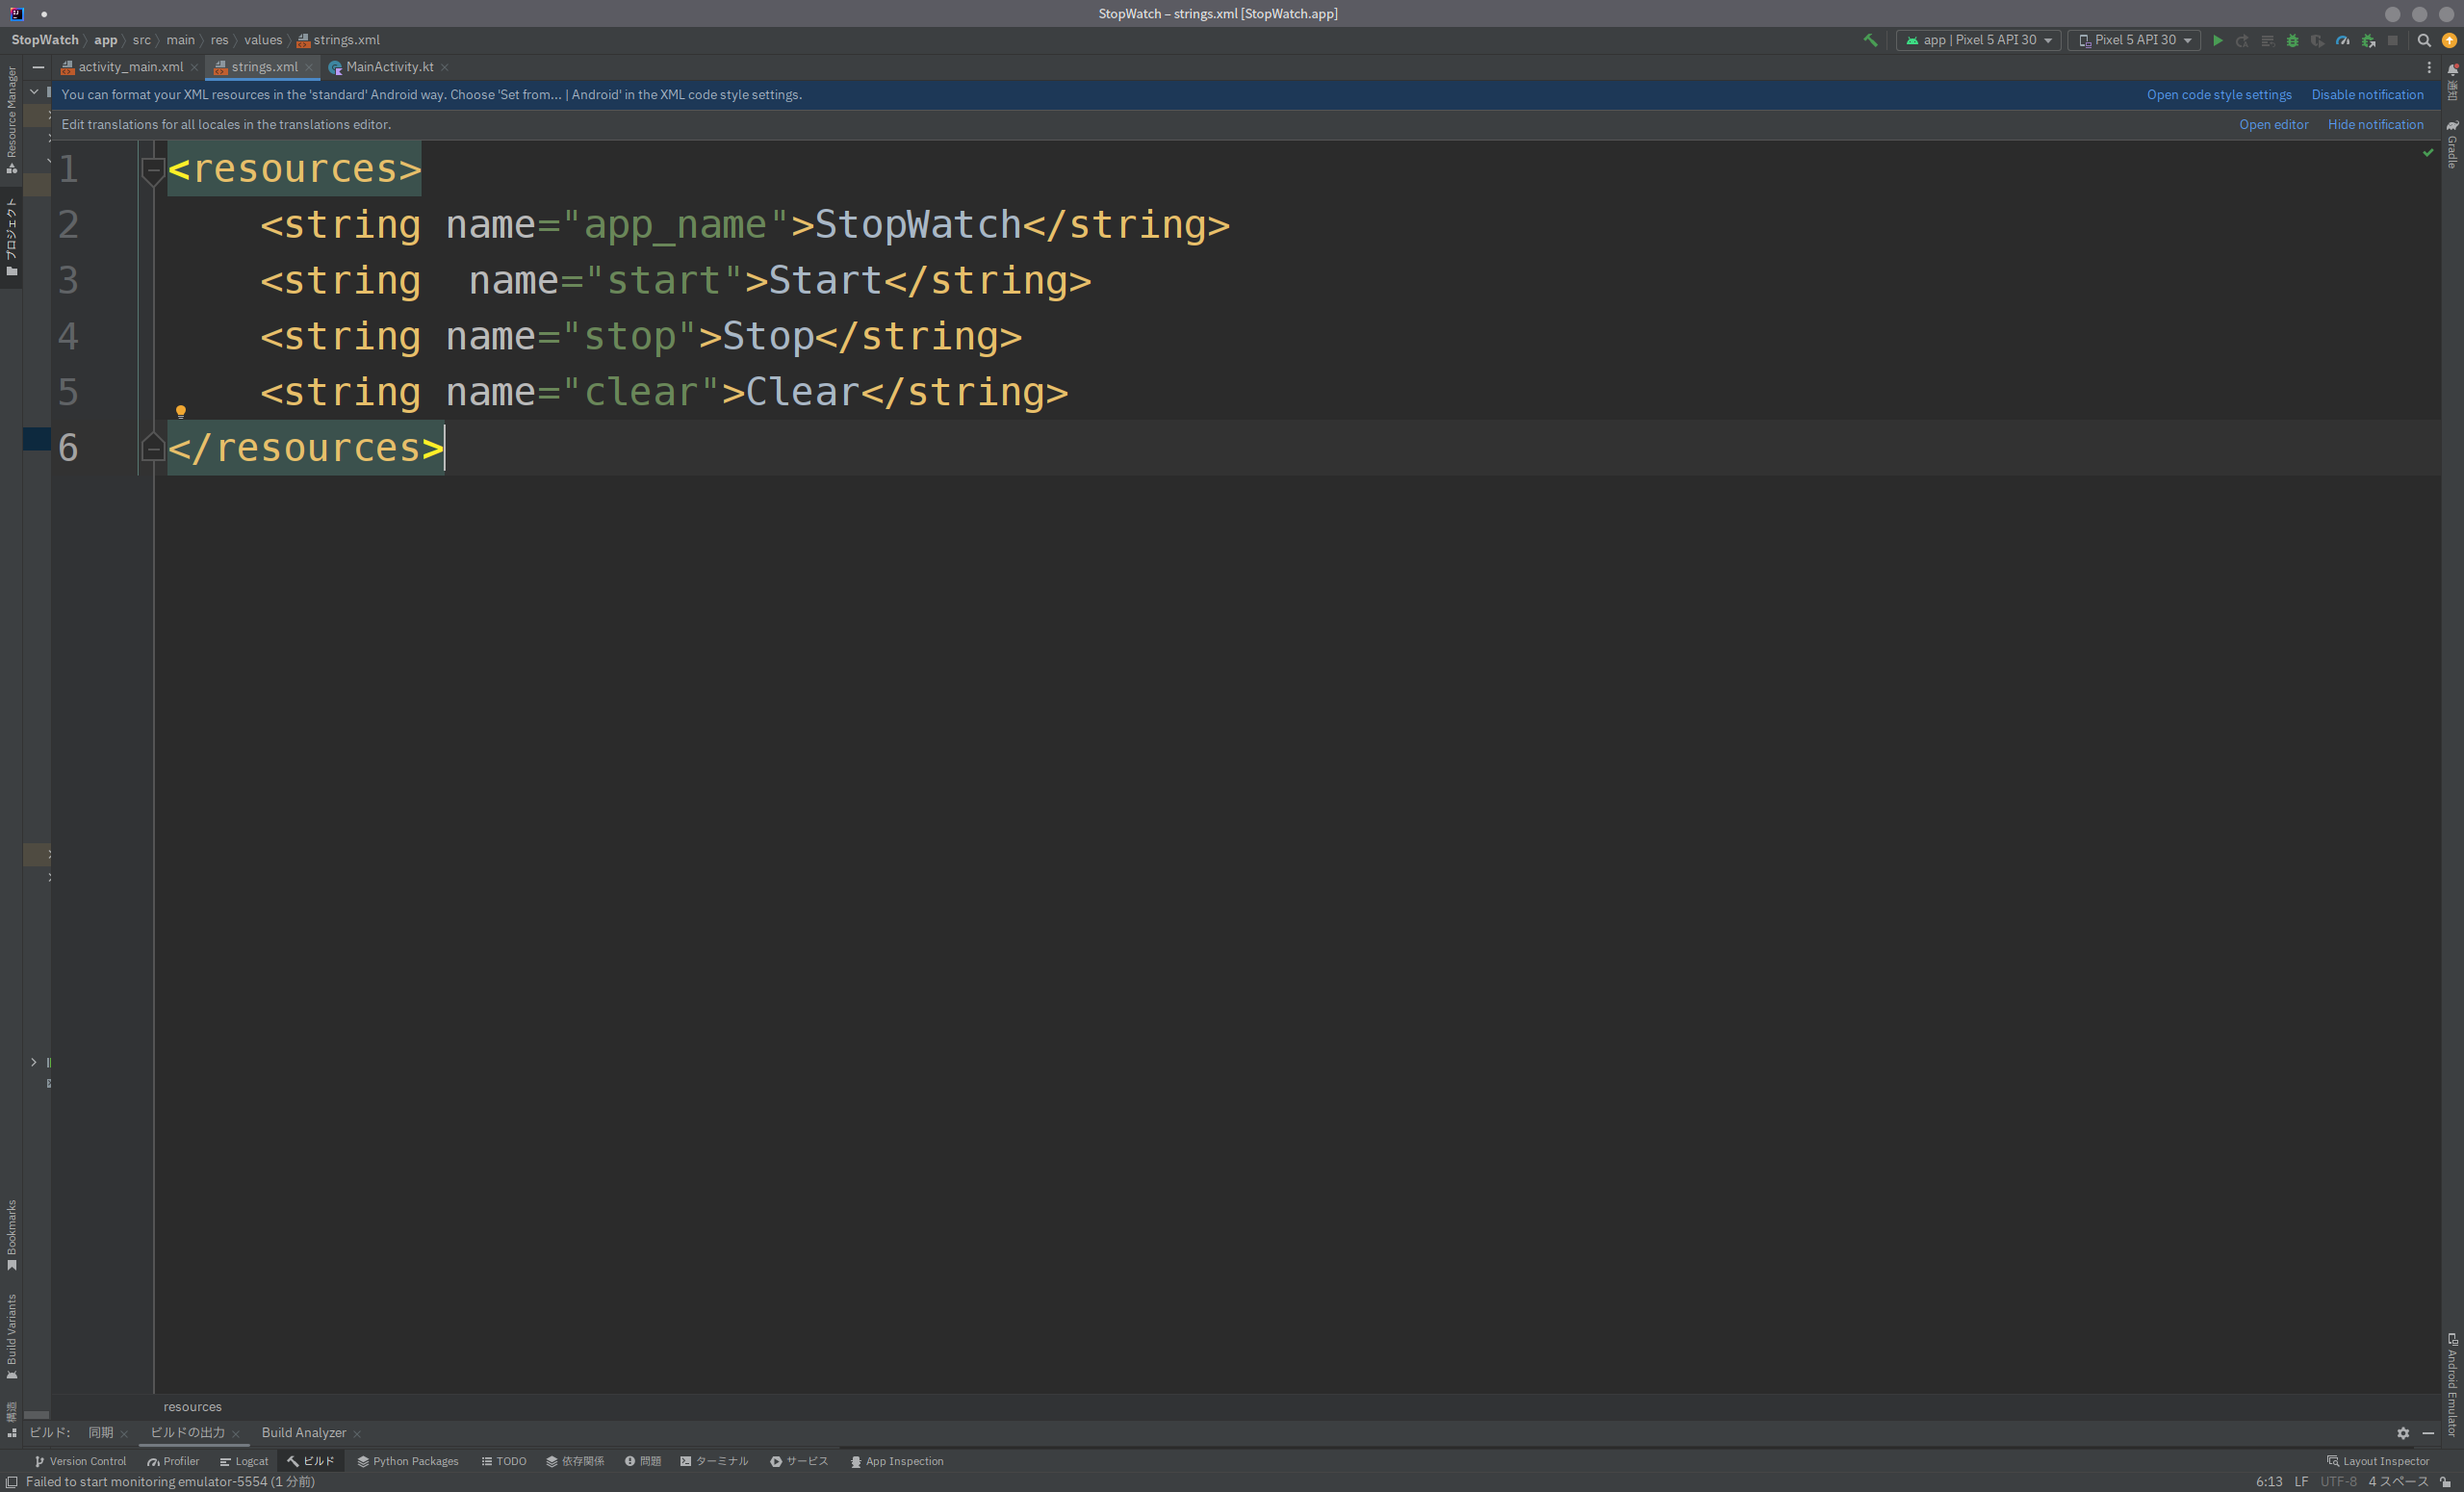 StopWatch – strings.xml [StopWatch.app]
StopWatch app src main res values strings.xml
app | Pixel 5 API 30 Pixel 5 API 30
activity_main.xml strings.xml MainActivity.kt
You can format your XML resources in the 'standard' Android way. Choose 'Set from... | Android' in the XML code style settings. Open code style settings Disable notification
Edit translations for all locales in the translations editor. Open editor Hide notification
1 <resources>
2 <string name="app_name">StopWatch</string>
3 <string  name="start">Start</string>
4 <string name="stop">Stop</string>
5 <string name="clear">Clear</string>
6 </resources>
Resource Manager
プロジェクト
Bookmarks
Build Variants
構造
通知
Gradle
Android Emulator
resources
ビルド: 同期 ビルドの出力 Build Analyzer
Version Control Profiler Logcat ビルド Python Packages TODO 依存関係 問題 ターミナル サービス App Inspection Layout Inspector
Failed to start monitoring emulator-5554 (1 分前) 6:13 LF UTF-8 4 スペース